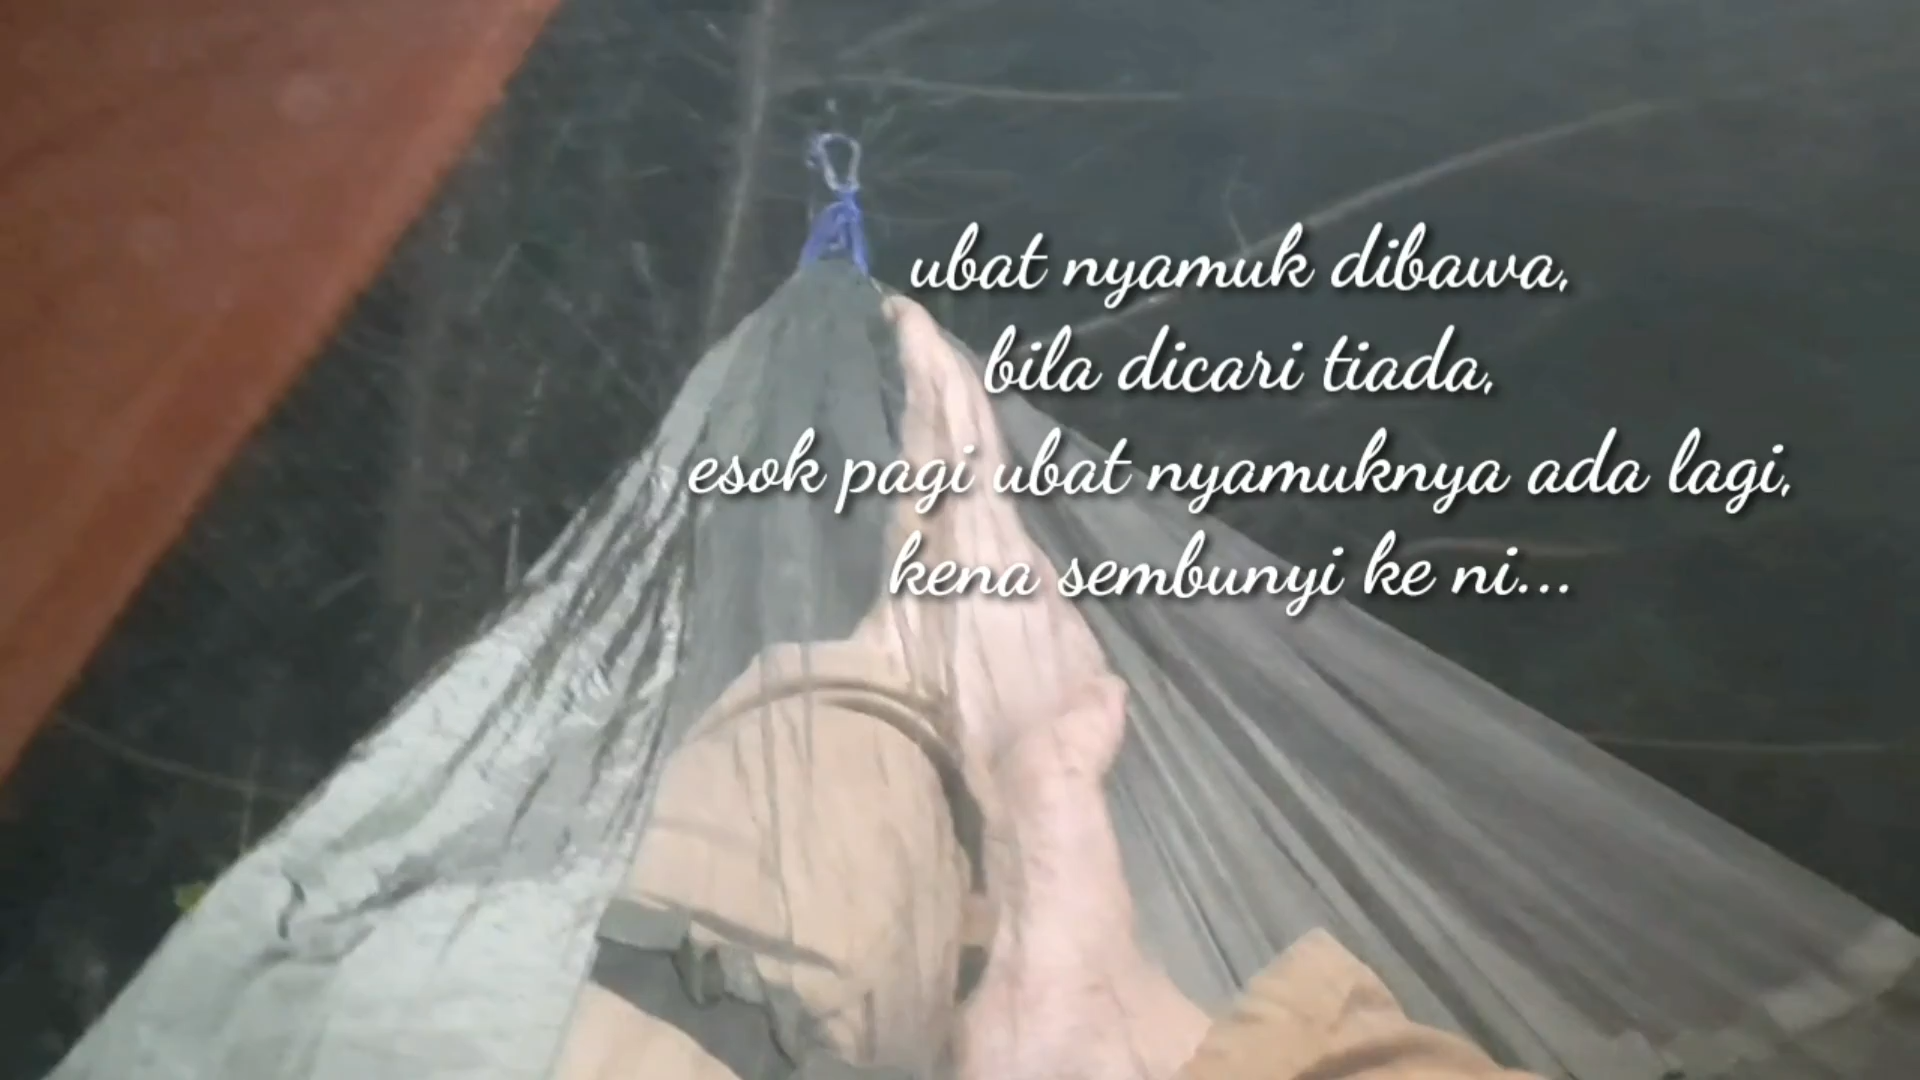 ubat nyamuk dibawa,
bila dicari tiada,
esok pagi ubat nyamuknya ada lagi,
kena sembunyi ke ni...